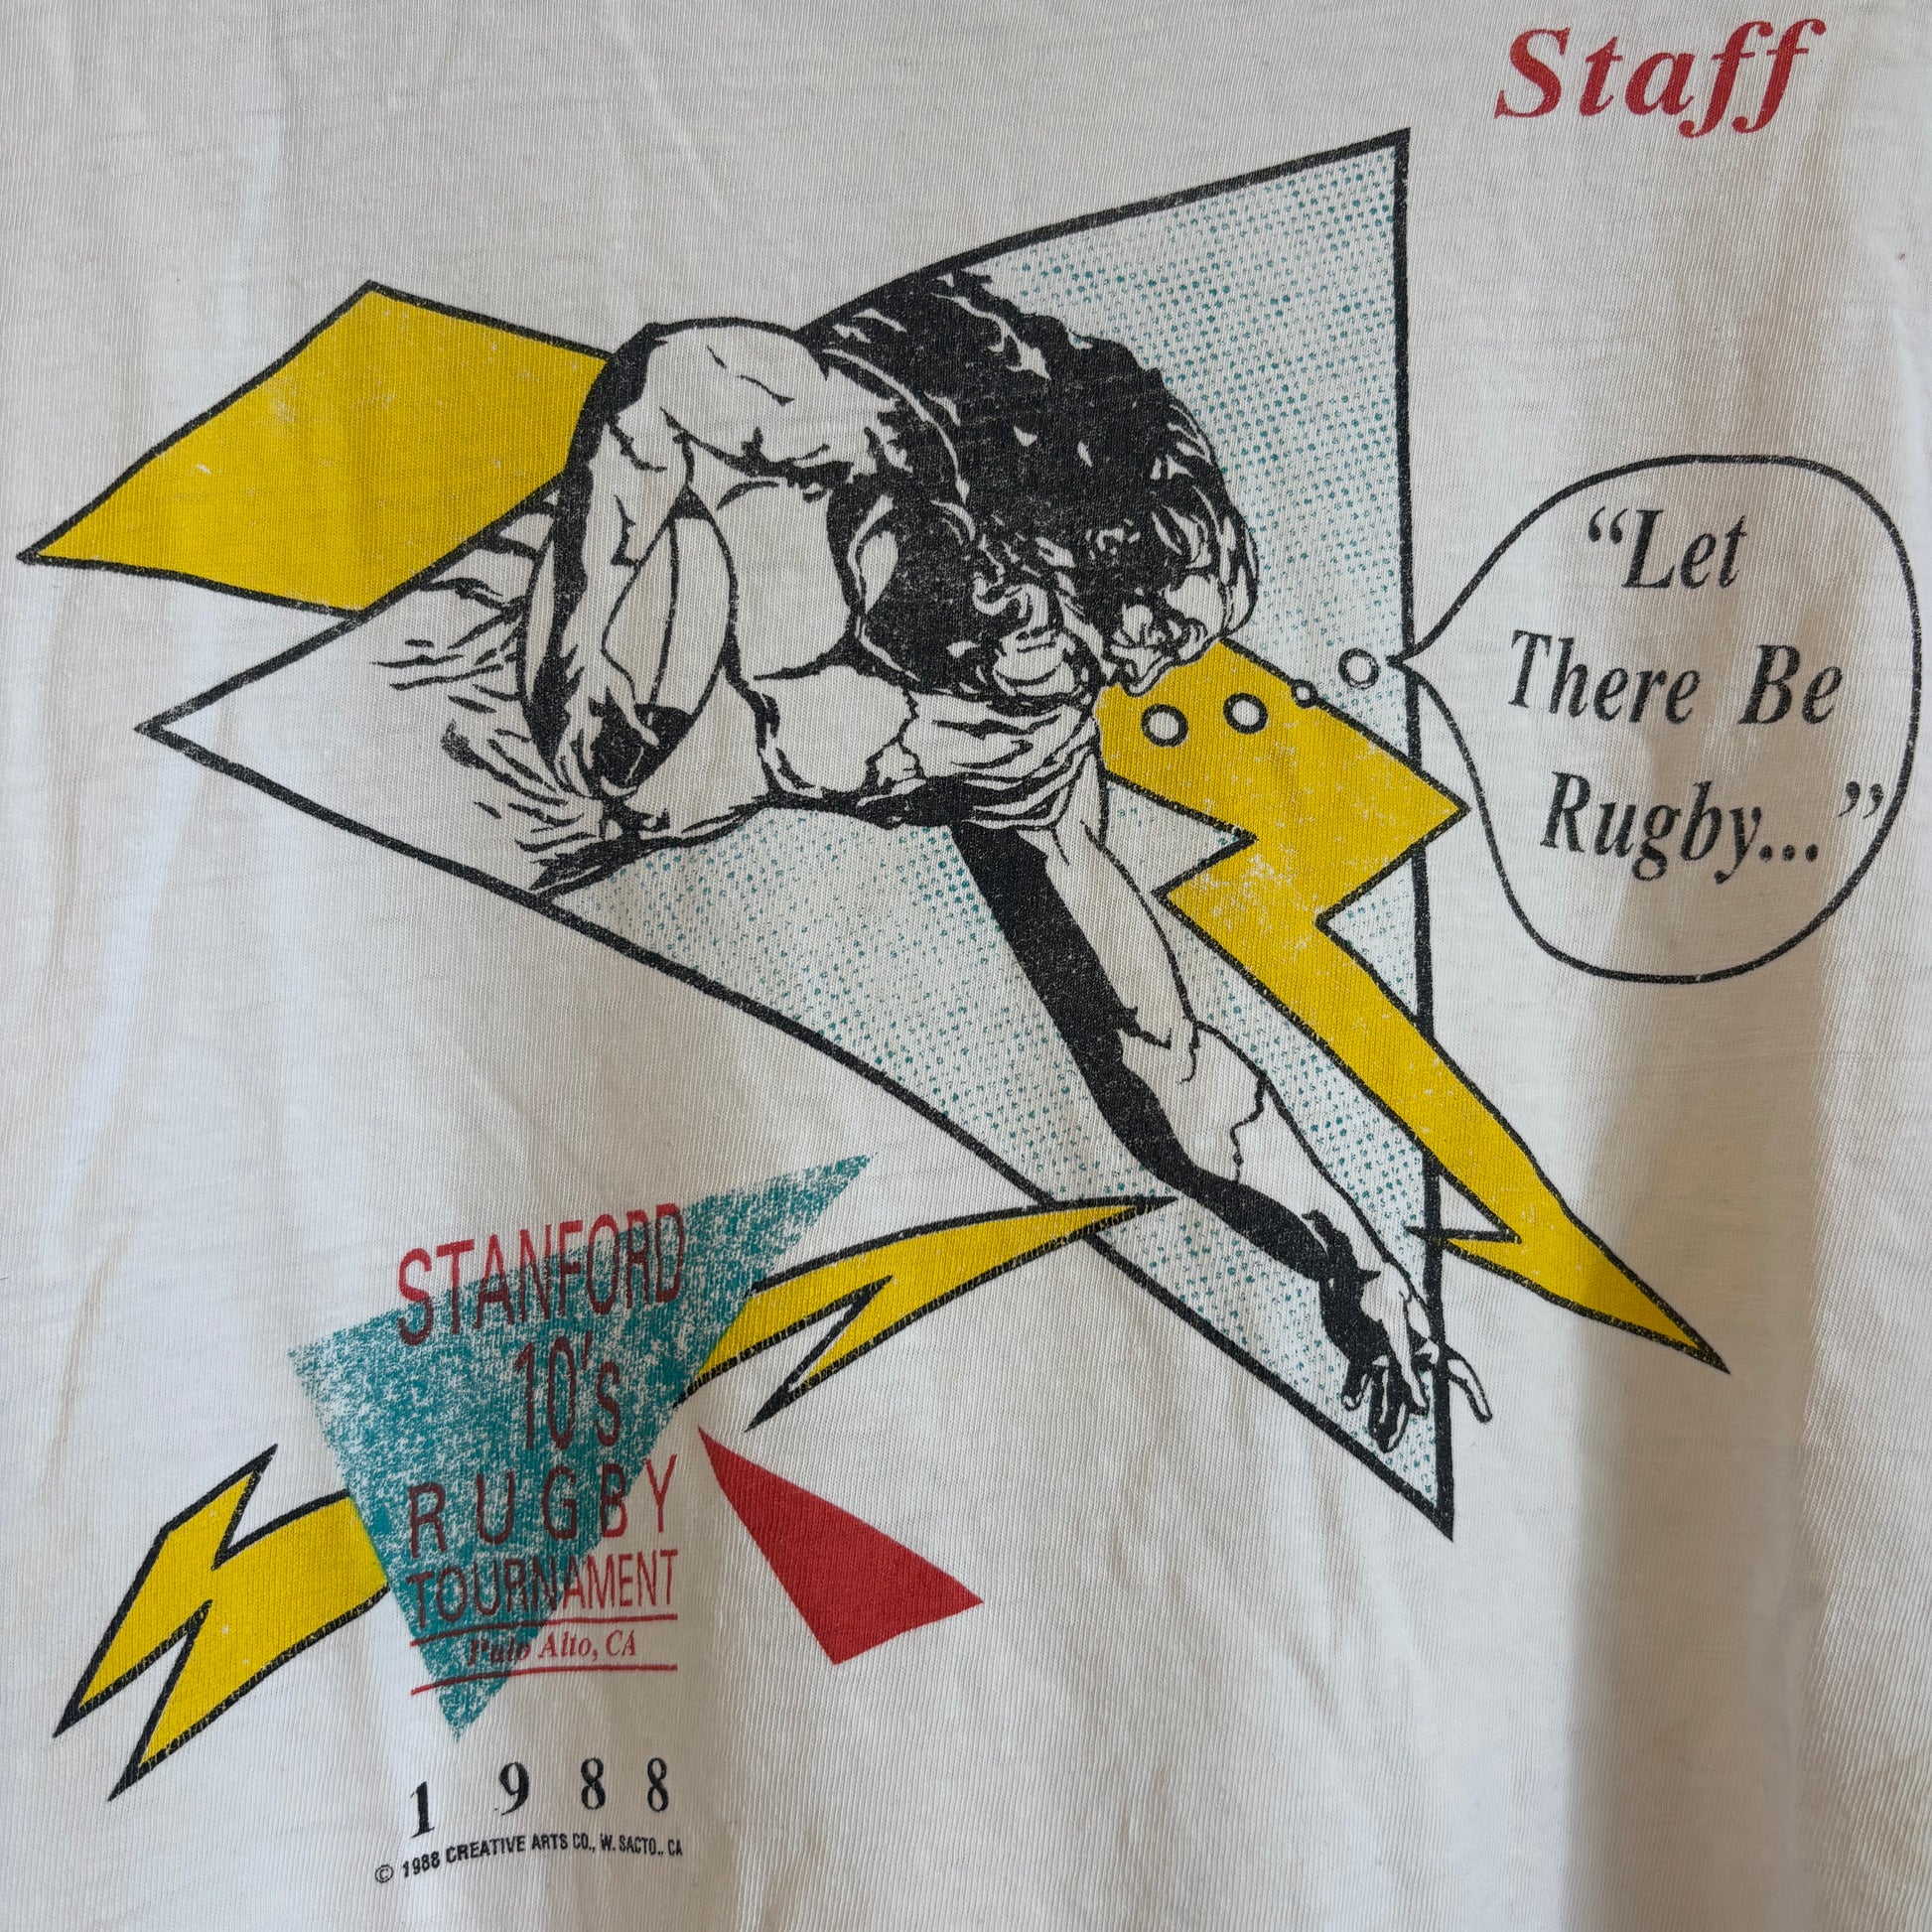 Staff
“Let
There Be
Rugby...”
STANFORD
10's
RUGBY
TOURNAMENT
Palo Alto, CA
1988
© 1988 CREATIVE ARTS CO., W. SACTO., CA